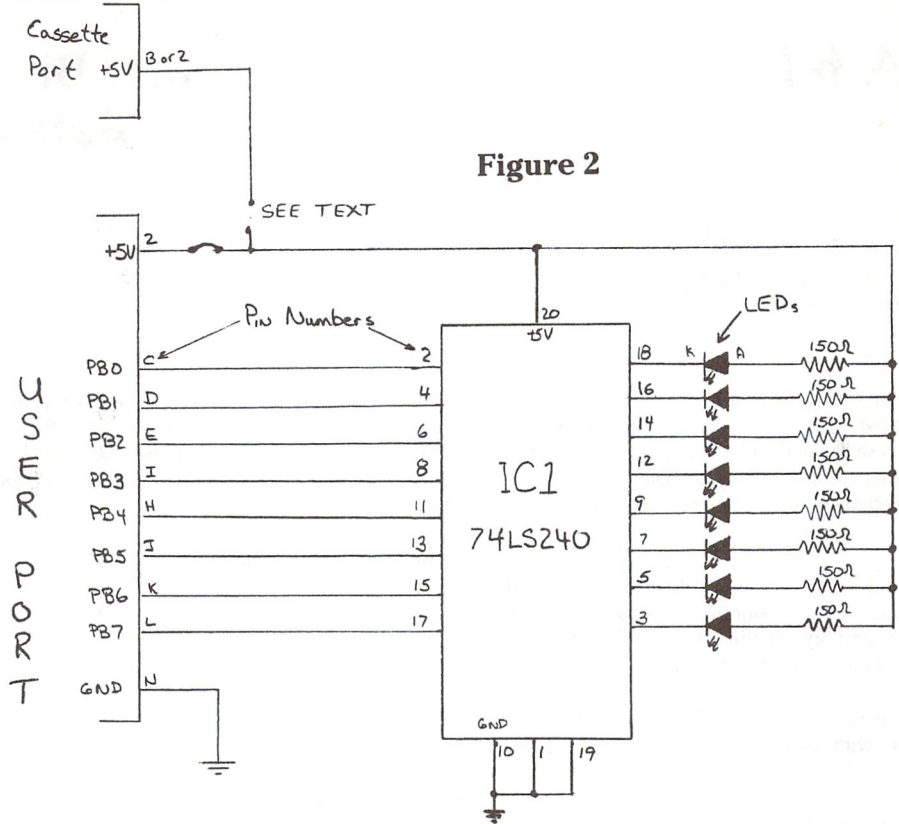 Cassette
Port +5V B or 2
Figure 2
SEE TEXT
+5V 2
Pin Numbers
LEDs
20
+5V
PB0 C 2 18 K A 150Ω
PB1 D 4 16 150Ω
PB2 E 6 14 150Ω
PB3 I 8 12 150Ω
PB4 H 11 9 150Ω
PB5 J 13 7 150Ω
PB6 K 15 5 150Ω
PB7 L 17 3 150Ω
IC1
74LS240
GND N
GND
10 1 19
USER PORT